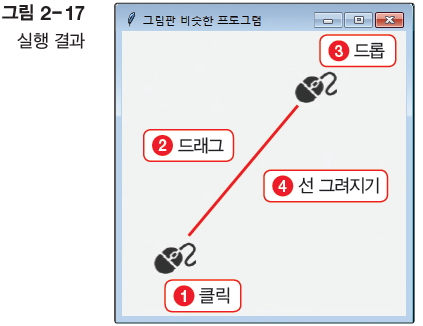 그림 2-17
실행 결과
그림판 비슷한 프로그램
3 드롭
2 드래그
4 선 그려지기
1 클릭